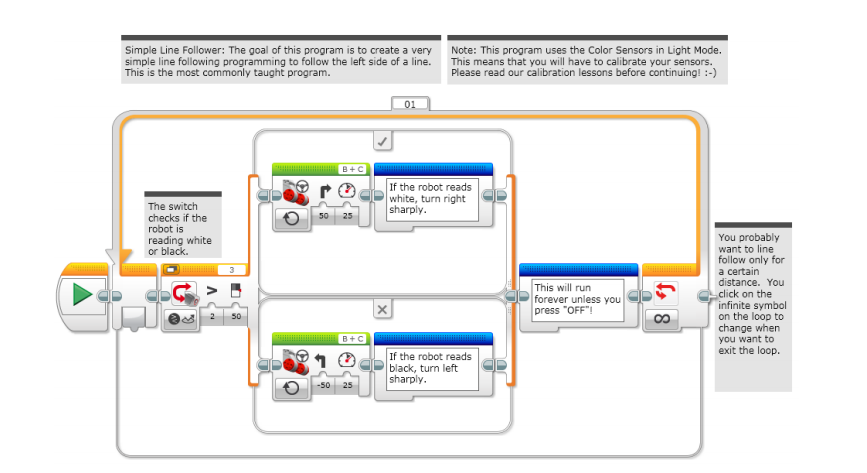 Simple Line Follower: The goal of this program is to create a very
simple line following programming to follow the left side of a line.
This is the most commonly taught program.
Note: This program uses the Color Sensors in Light Mode.
This means that you will have to calibrate your sensors.
Please read our calibration lessons before continuing! :-)
01
B + C
If the robot reads
white, turn right
sharply.
50 25
The switch
checks if the
robot is
reading white
or black.
3
>
2 50
This will run
forever unless you
press "OFF"!
∞
You probably
want to line
follow only for
a certain
distance. You
click on the
infinite symbol
on the loop to
change when
you want to
exit the loop.
B + C
If the robot reads
black, turn left
sharply.
-50 25